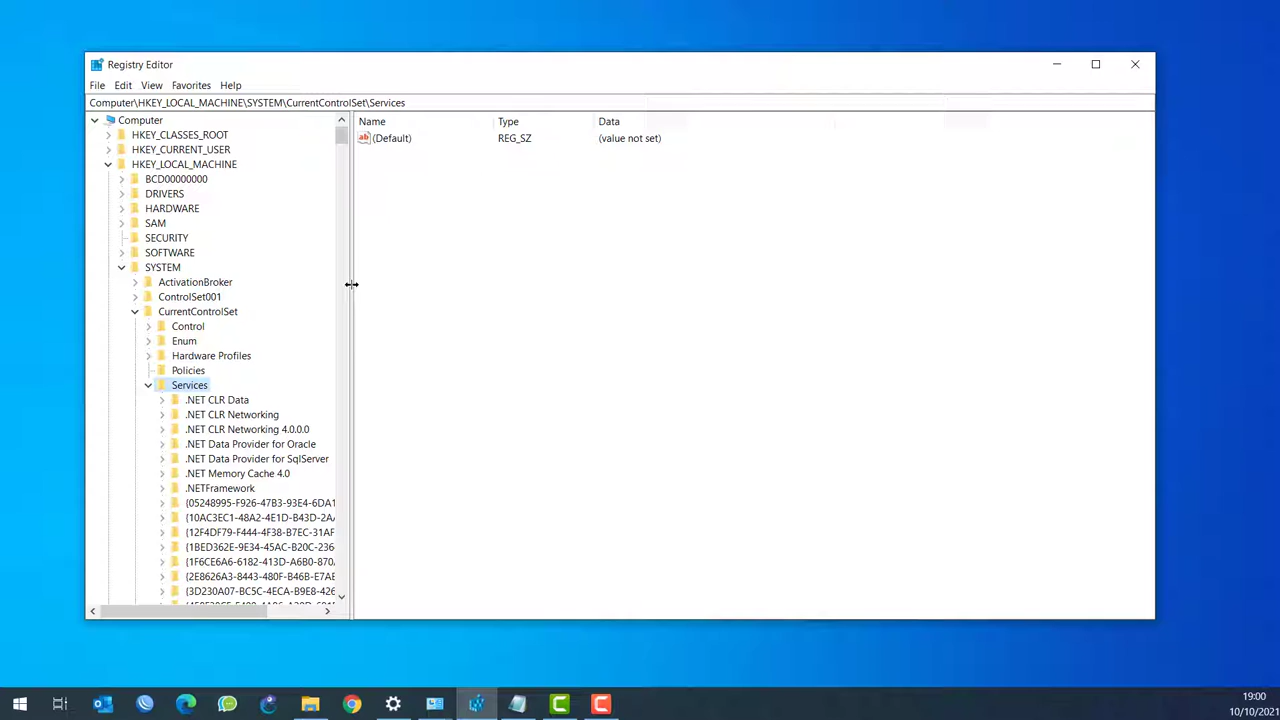 Registry Editor
File Edit View Favorites Help
Computer\HKEY_LOCAL_MACHINE\SYSTEM\CurrentControlSet\Services
Computer
HKEY_CLASSES_ROOT
HKEY_CURRENT_USER
HKEY_LOCAL_MACHINE
BCD00000000
DRIVERS
HARDWARE
SAM
SECURITY
SOFTWARE
SYSTEM
ActivationBroker
ControlSet001
CurrentControlSet
Control
Enum
Hardware Profiles
Policies
Services
.NET CLR Data
.NET CLR Networking
.NET CLR Networking 4.0.0.0
.NET Data Provider for Oracle
.NET Data Provider for SqlServer
.NET Memory Cache 4.0
.NETFramework
{05248995-F926-47B3-93E4-6DA1
{10AC3EC1-48A2-4E1D-B43D-2AA
{12F4DF79-F444-4F38-B7EC-31AF
{1BED362E-9E34-45AC-B20C-236
{1F6CE6A6-6182-413D-A6B0-870A
{2E8626A3-8443-480F-B46B-E7AE
{3D230A07-BC5C-4ECA-B9E8-426
Name Type Data
(Default) REG_SZ (value not set)
19:00
10/10/2021